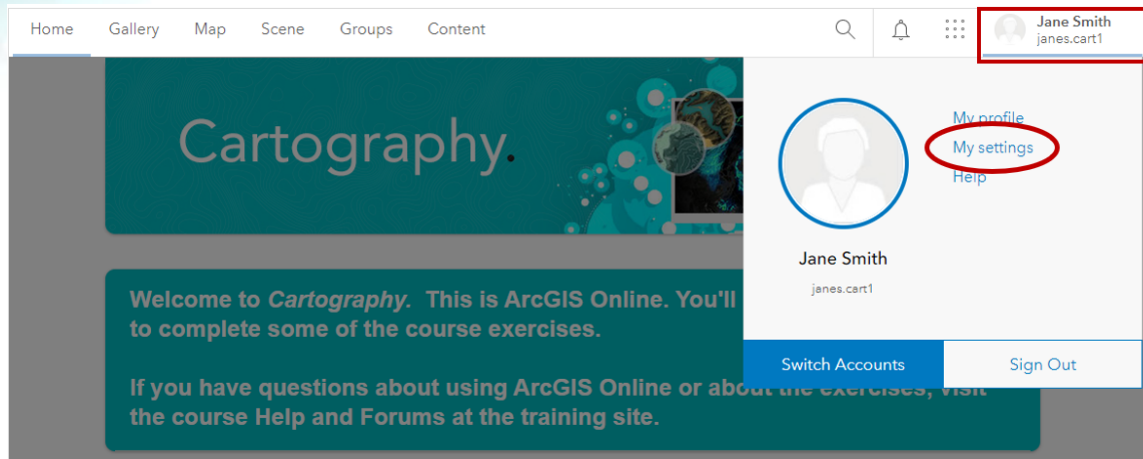 Home Gallery Map Scene Groups Content
Jane Smith
janes.cart1
Cartography.
My profile
My settings
Help
Jane Smith
janes.cart1
Switch Accounts Sign Out
Welcome to Cartography. This is ArcGIS Online. You'll
to complete some of the course exercises.
If you have questions about using ArcGIS Online or about the exercises, visit
the course Help and Forums at the training site.